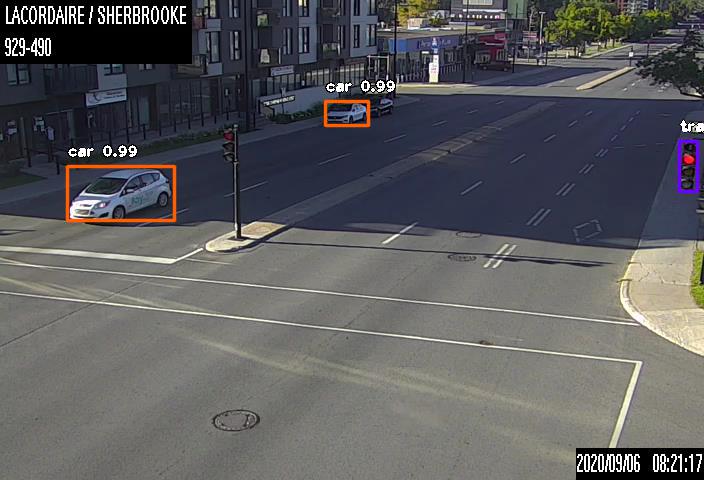 LACORDAIRE / SHERBROOKE
929-490
car 0.99
car 0.99
tra
2020/09/06 08:21:17